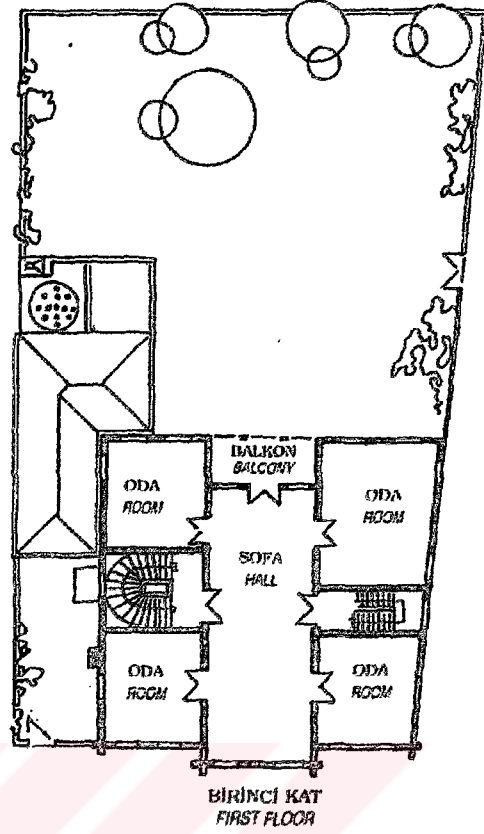 BALKON
BALCONY
ODA
ROOM
ODA
ROOM
SOFA
HALL
ODA
ROOM
ODA
ROOM
BİRİNCİ KAT
FIRST FLOOR